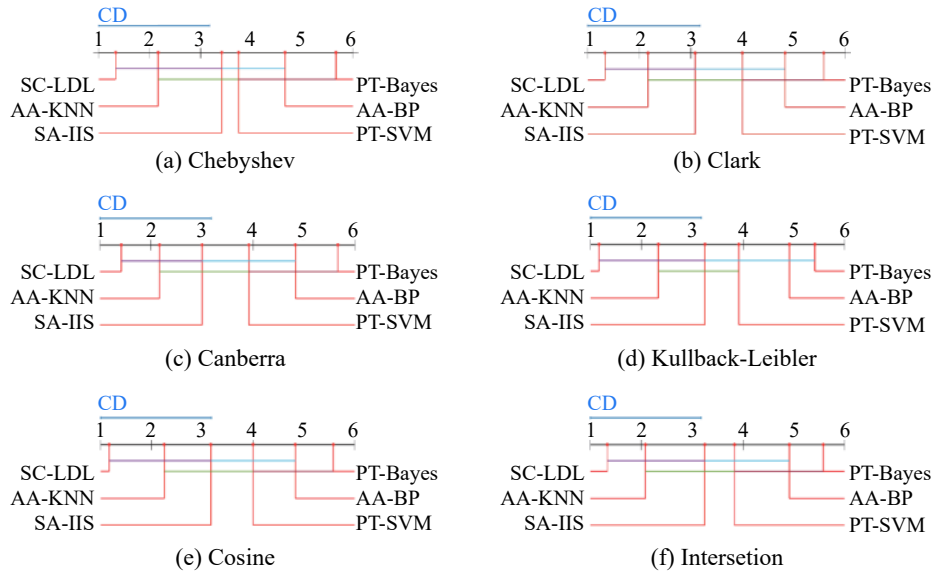 CD
1 2 3 4 5 6
SC-LDL PT-Bayes
AA-KNN AA-BP
SA-IIS PT-SVM
(a) Chebyshev
CD
1 2 3 4 5 6
SC-LDL PT-Bayes
AA-KNN AA-BP
SA-IIS PT-SVM
(b) Clark
CD
1 2 3 4 5 6
SC-LDL PT-Bayes
AA-KNN AA-BP
SA-IIS PT-SVM
(c) Canberra
CD
1 2 3 4 5 6
SC-LDL PT-Bayes
AA-KNN AA-BP
SA-IIS PT-SVM
(d) Kullback-Leibler
CD
1 2 3 4 5 6
SC-LDL PT-Bayes
AA-KNN AA-BP
SA-IIS PT-SVM
(e) Cosine
CD
1 2 3 4 5 6
SC-LDL PT-Bayes
AA-KNN AA-BP
SA-IIS PT-SVM
(f) Intersetion